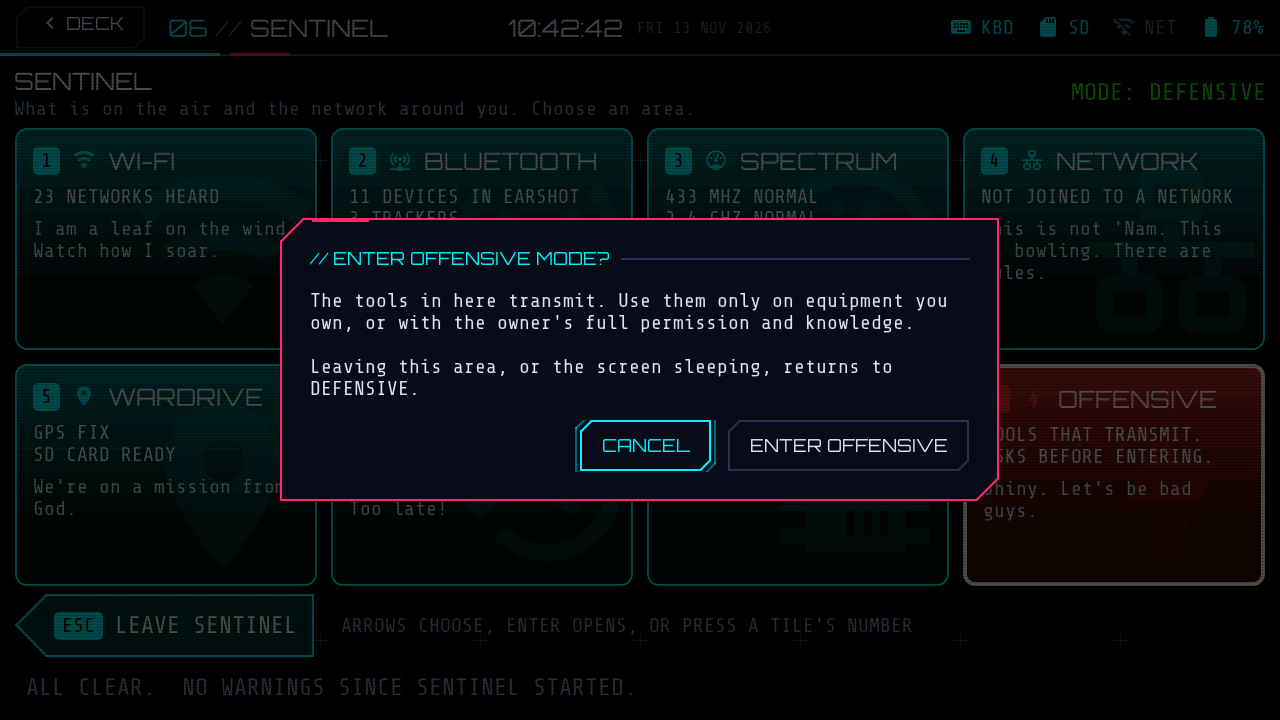 DECK
06 // SENTINEL
10:42:42 FRI 13 NOV 2026
KBD SD NET 78%
SENTINEL
What is on the air and the network around you. Choose an area.
MODE: DEFENSIVE
1 WI-FI
23 NETWORKS HEARD
I am a leaf on the wind
Watch how I soar.
2 BLUETOOTH
11 DEVICES IN EARSHOT
3 TRACKERS
3 SPECTRUM
433 MHZ NORMAL
2.4 GHZ NORMAL
4 NETWORK
NOT JOINED TO A NETWORK
is is not 'Nam. This
bowling. There are
// ENTER OFFENSIVE MODE?
The tools in here transmit. Use them only on equipment you
own, or with the owner's full permission and knowledge.
Leaving this area, or the screen sleeping, returns to
DEFENSIVE.
CANCEL
ENTER OFFENSIVE
5 WARDRIVE
GPS FIX
SD CARD READY
We're on a mission from
God.
Too late!
OFFENSIVE
OOLS THAT TRANSMIT.
SKS BEFORE ENTERING.
Shiny. Let's be bad
guys.
ESC LEAVE SENTINEL
ARROWS CHOOSE, ENTER OPENS, OR PRESS A TILE'S NUMBER
ALL CLEAR. NO WARNINGS SINCE SENTINEL STARTED.